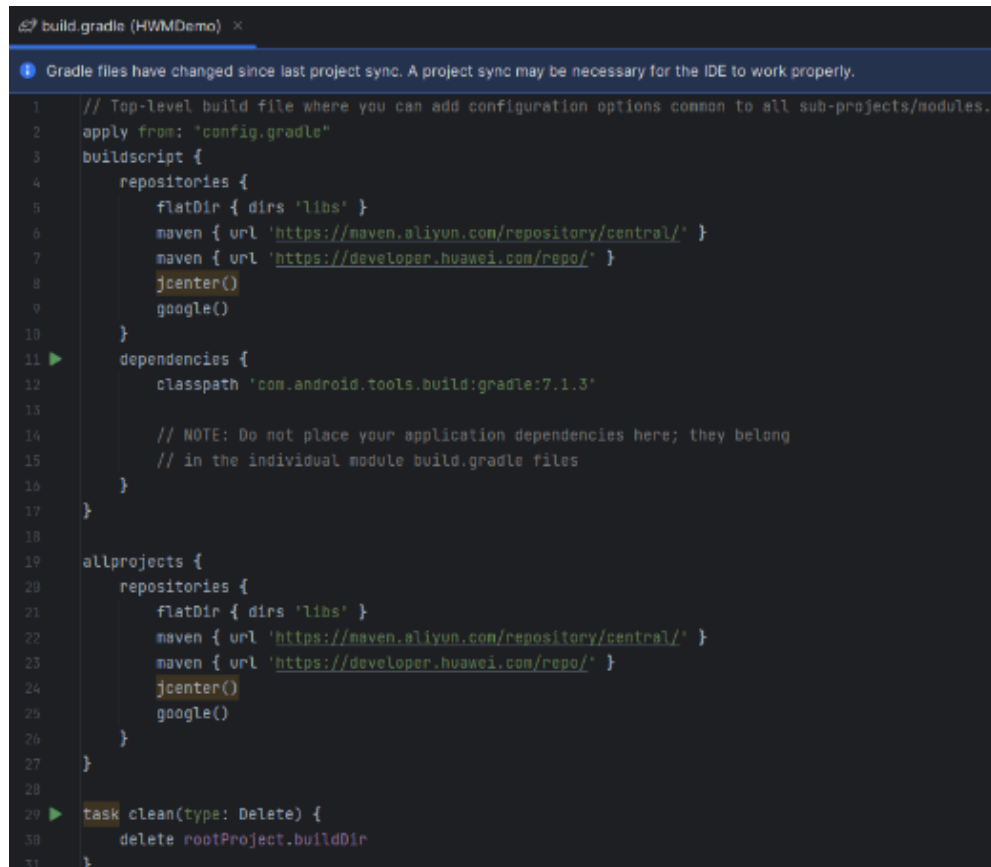 build.gradle (HWMDemo) ×
Gradle files have changed since last project sync. A project sync may be necessary for the IDE to work properly.
1 // Top-level build file where you can add configuration options common to all sub-projects/modules.
2 apply from: "config.gradle"
3 buildscript {
4 repositories {
5 flatDir { dirs 'libs' }
6 maven { url 'https://maven.aliyun.com/repository/central/' }
7 maven { url 'https://developer.huawei.com/repo/' }
8 jcenter()
9 google()
10 }
11 dependencies {
12 classpath 'com.android.tools.build:gradle:7.1.3'
13
14 // NOTE: Do not place your application dependencies here; they belong
15 // in the individual module build.gradle files
16 }
17 }
18
19 allprojects {
20 repositories {
21 flatDir { dirs 'libs' }
22 maven { url 'https://maven.aliyun.com/repository/central/' }
23 maven { url 'https://developer.huawei.com/repo/' }
24 jcenter()
25 google()
26 }
27 }
28
29 task clean(type: Delete) {
30 delete rootProject.buildDir
31 }